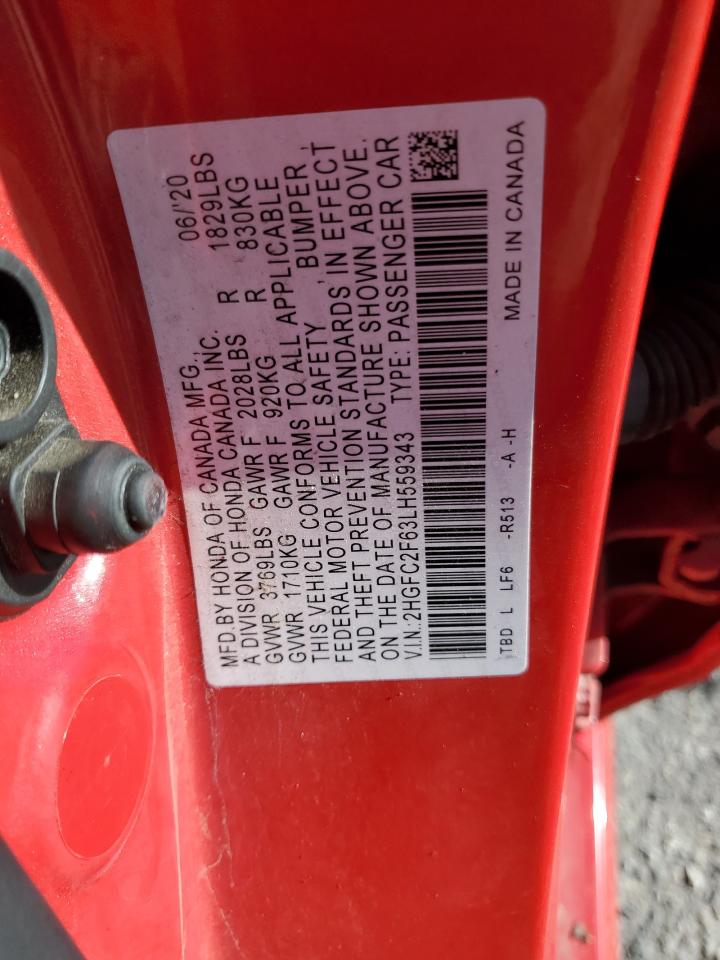 MFD.BY HONDA OF CANADA MFG., 06/'20
A DIVISION OF HONDA CANADA INC.
GVWR 3769LBS GAWR F 2028LBS R 1829LBS
GVWR 1710KG GAWR F 920KG R 830KG
THIS VEHICLE CONFORMS TO ALL APPLICABLE
FEDERAL MOTOR VEHICLE SAFETY , BUMPER ,
AND THEFT PREVENTION STANDARDS IN EFFECT
ON THE DATE OF MANUFACTURE SHOWN ABOVE.
V.I.N.:2HGFC2F63LH559343 TYPE: PASSENGER CAR
TBD L LF6 -R513 -A -H MADE IN CANADA